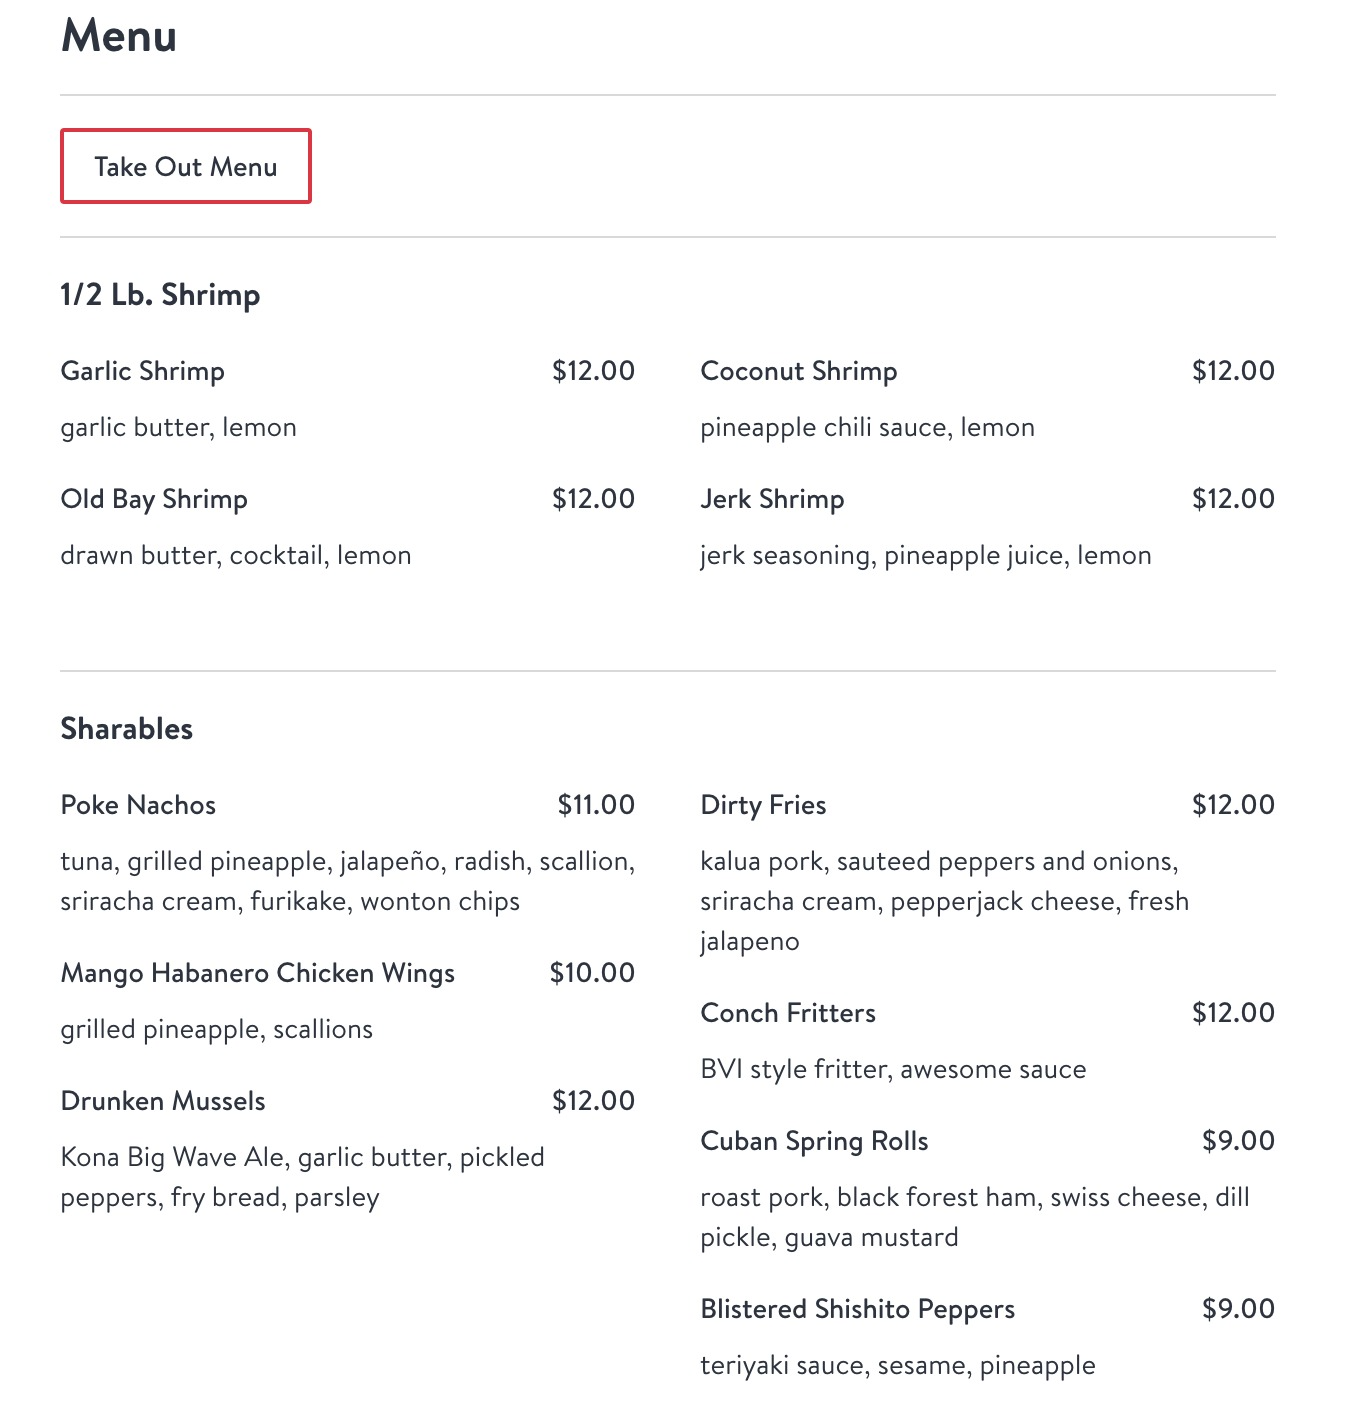 Menu
Take Out Menu
1/2 Lb. Shrimp
Garlic Shrimp $12.00
garlic butter, lemon
Old Bay Shrimp $12.00
drawn butter, cocktail, lemon
Coconut Shrimp $12.00
pineapple chili sauce, lemon
Jerk Shrimp $12.00
jerk seasoning, pineapple juice, lemon
Sharables
Poke Nachos $11.00
tuna, grilled pineapple, jalapeño, radish, scallion,
sriracha cream, furikake, wonton chips
Mango Habanero Chicken Wings $10.00
grilled pineapple, scallions
Drunken Mussels $12.00
Kona Big Wave Ale, garlic butter, pickled
peppers, fry bread, parsley
Dirty Fries $12.00
kalua pork, sauteed peppers and onions,
sriracha cream, pepperjack cheese, fresh
jalapeno
Conch Fritters $12.00
BVI style fritter, awesome sauce
Cuban Spring Rolls $9.00
roast pork, black forest ham, swiss cheese, dill
pickle, guava mustard
Blistered Shishito Peppers $9.00
teriyaki sauce, sesame, pineapple